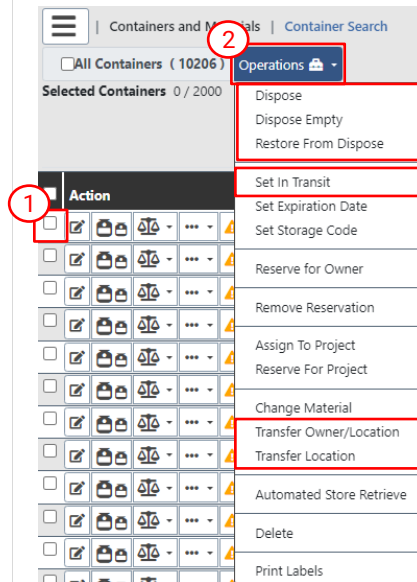 | Containers and M ials | Container Search
2
All Containers ( 10206 )
Operations
Selected Containers 0 / 2000
Dispose
Dispose Empty
Restore From Dispose
Set In Transit
Set Expiration Date
Set Storage Code
Reserve for Owner
Remove Reservation
Assign To Project
Reserve For Project
Change Material
Transfer Owner/Location
Transfer Location
Automated Store Retrieve
Delete
Print Labels
1
Action